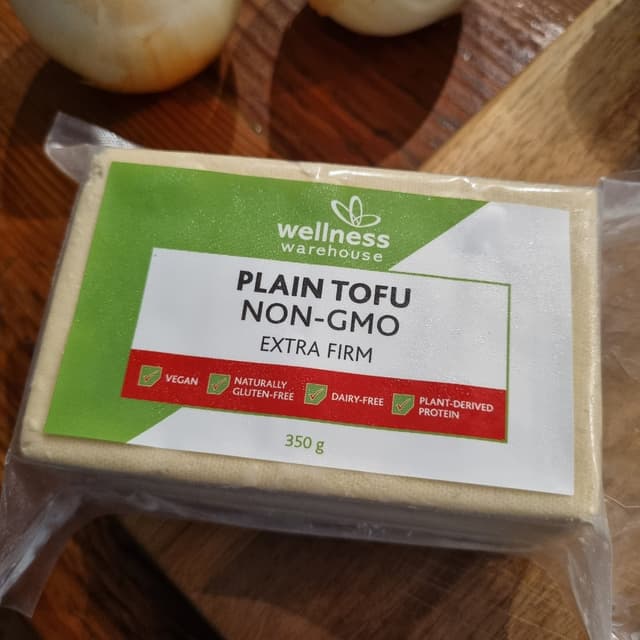 wellness
warehouse
PLAIN TOFU
NON-GMO
EXTRA FIRM
VEGAN
NATURALLY
GLUTEN-FREE
DAIRY-FREE
PLANT-DERIVED
PROTEIN
350 g